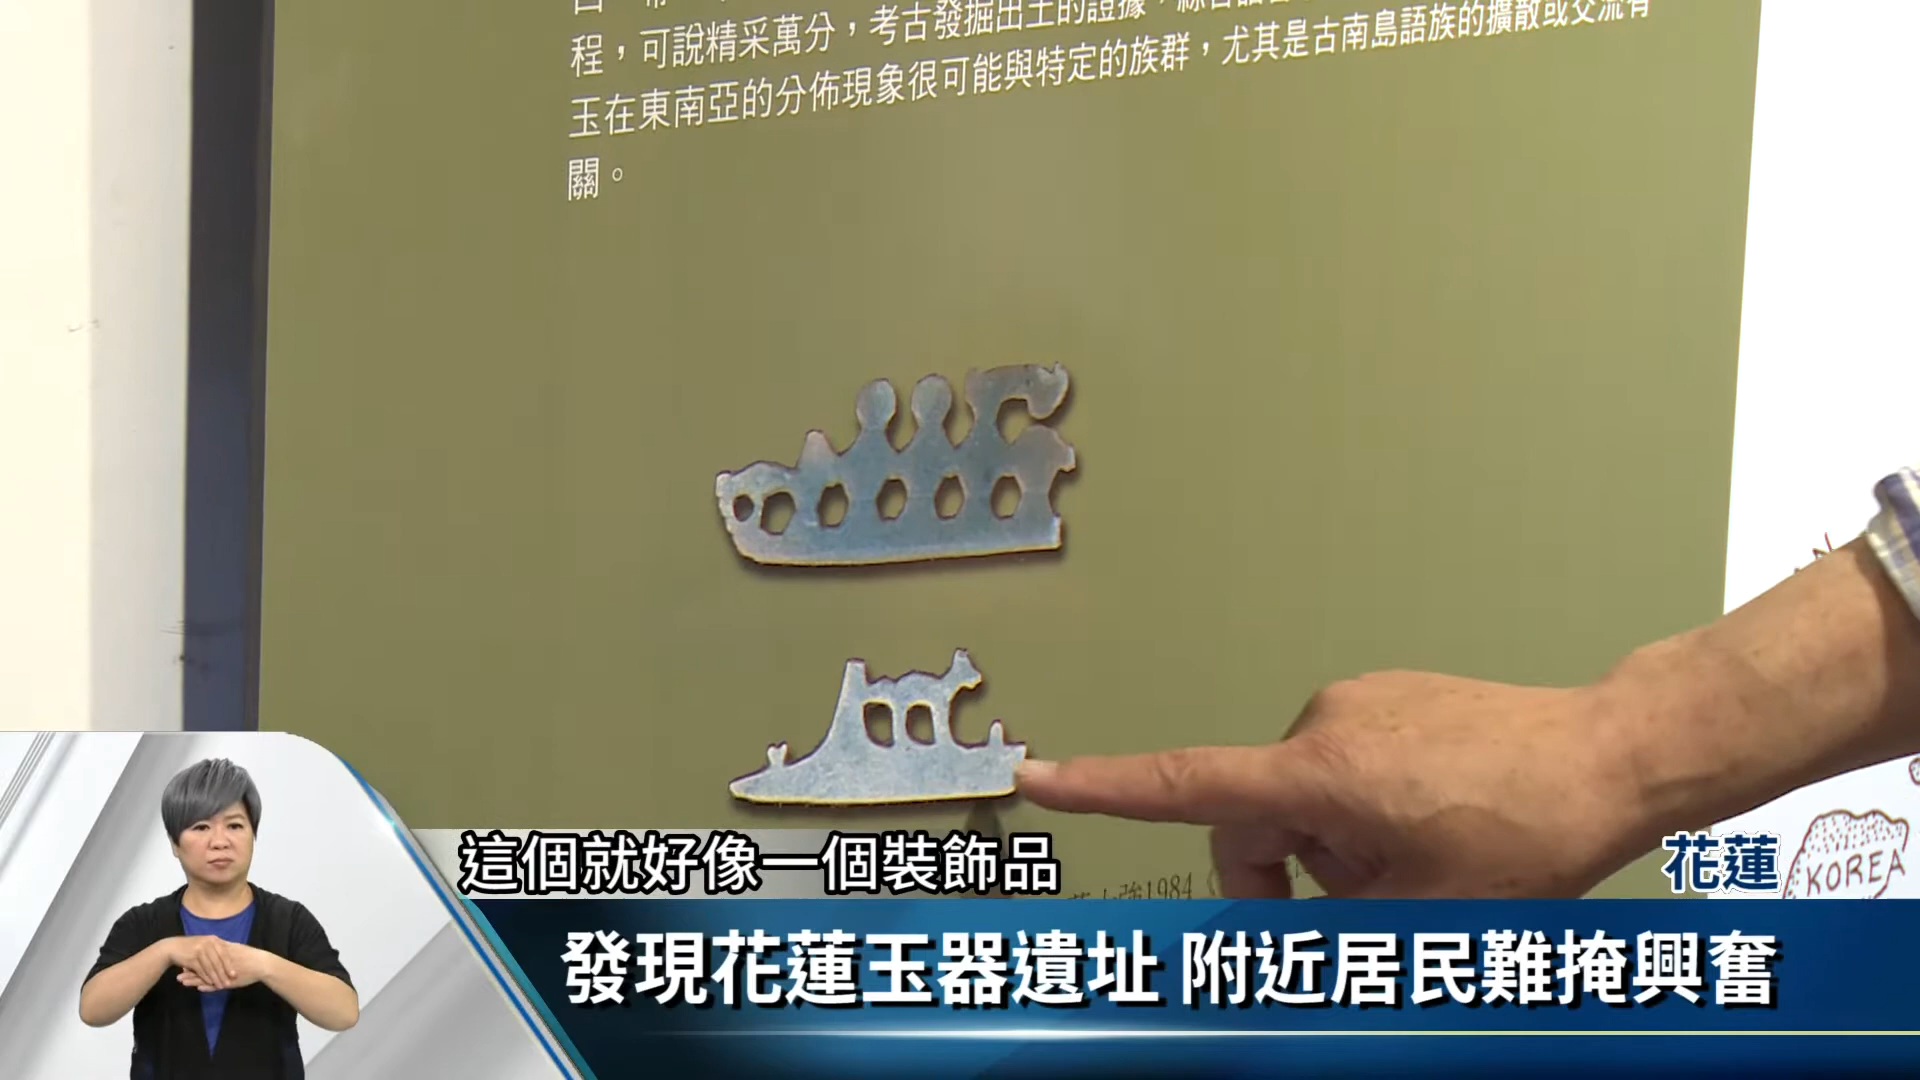 程，可說精采萬分，考古發掘出土的證據，綜合
玉在東南亞的分佈現象很可能與特定的族群，尤其是古南島語族的擴散或交流有
關。
KOREA
1984
這個就好像一個裝飾品
花蓮
發現花蓮玉器遺址 附近居民難掩興奮